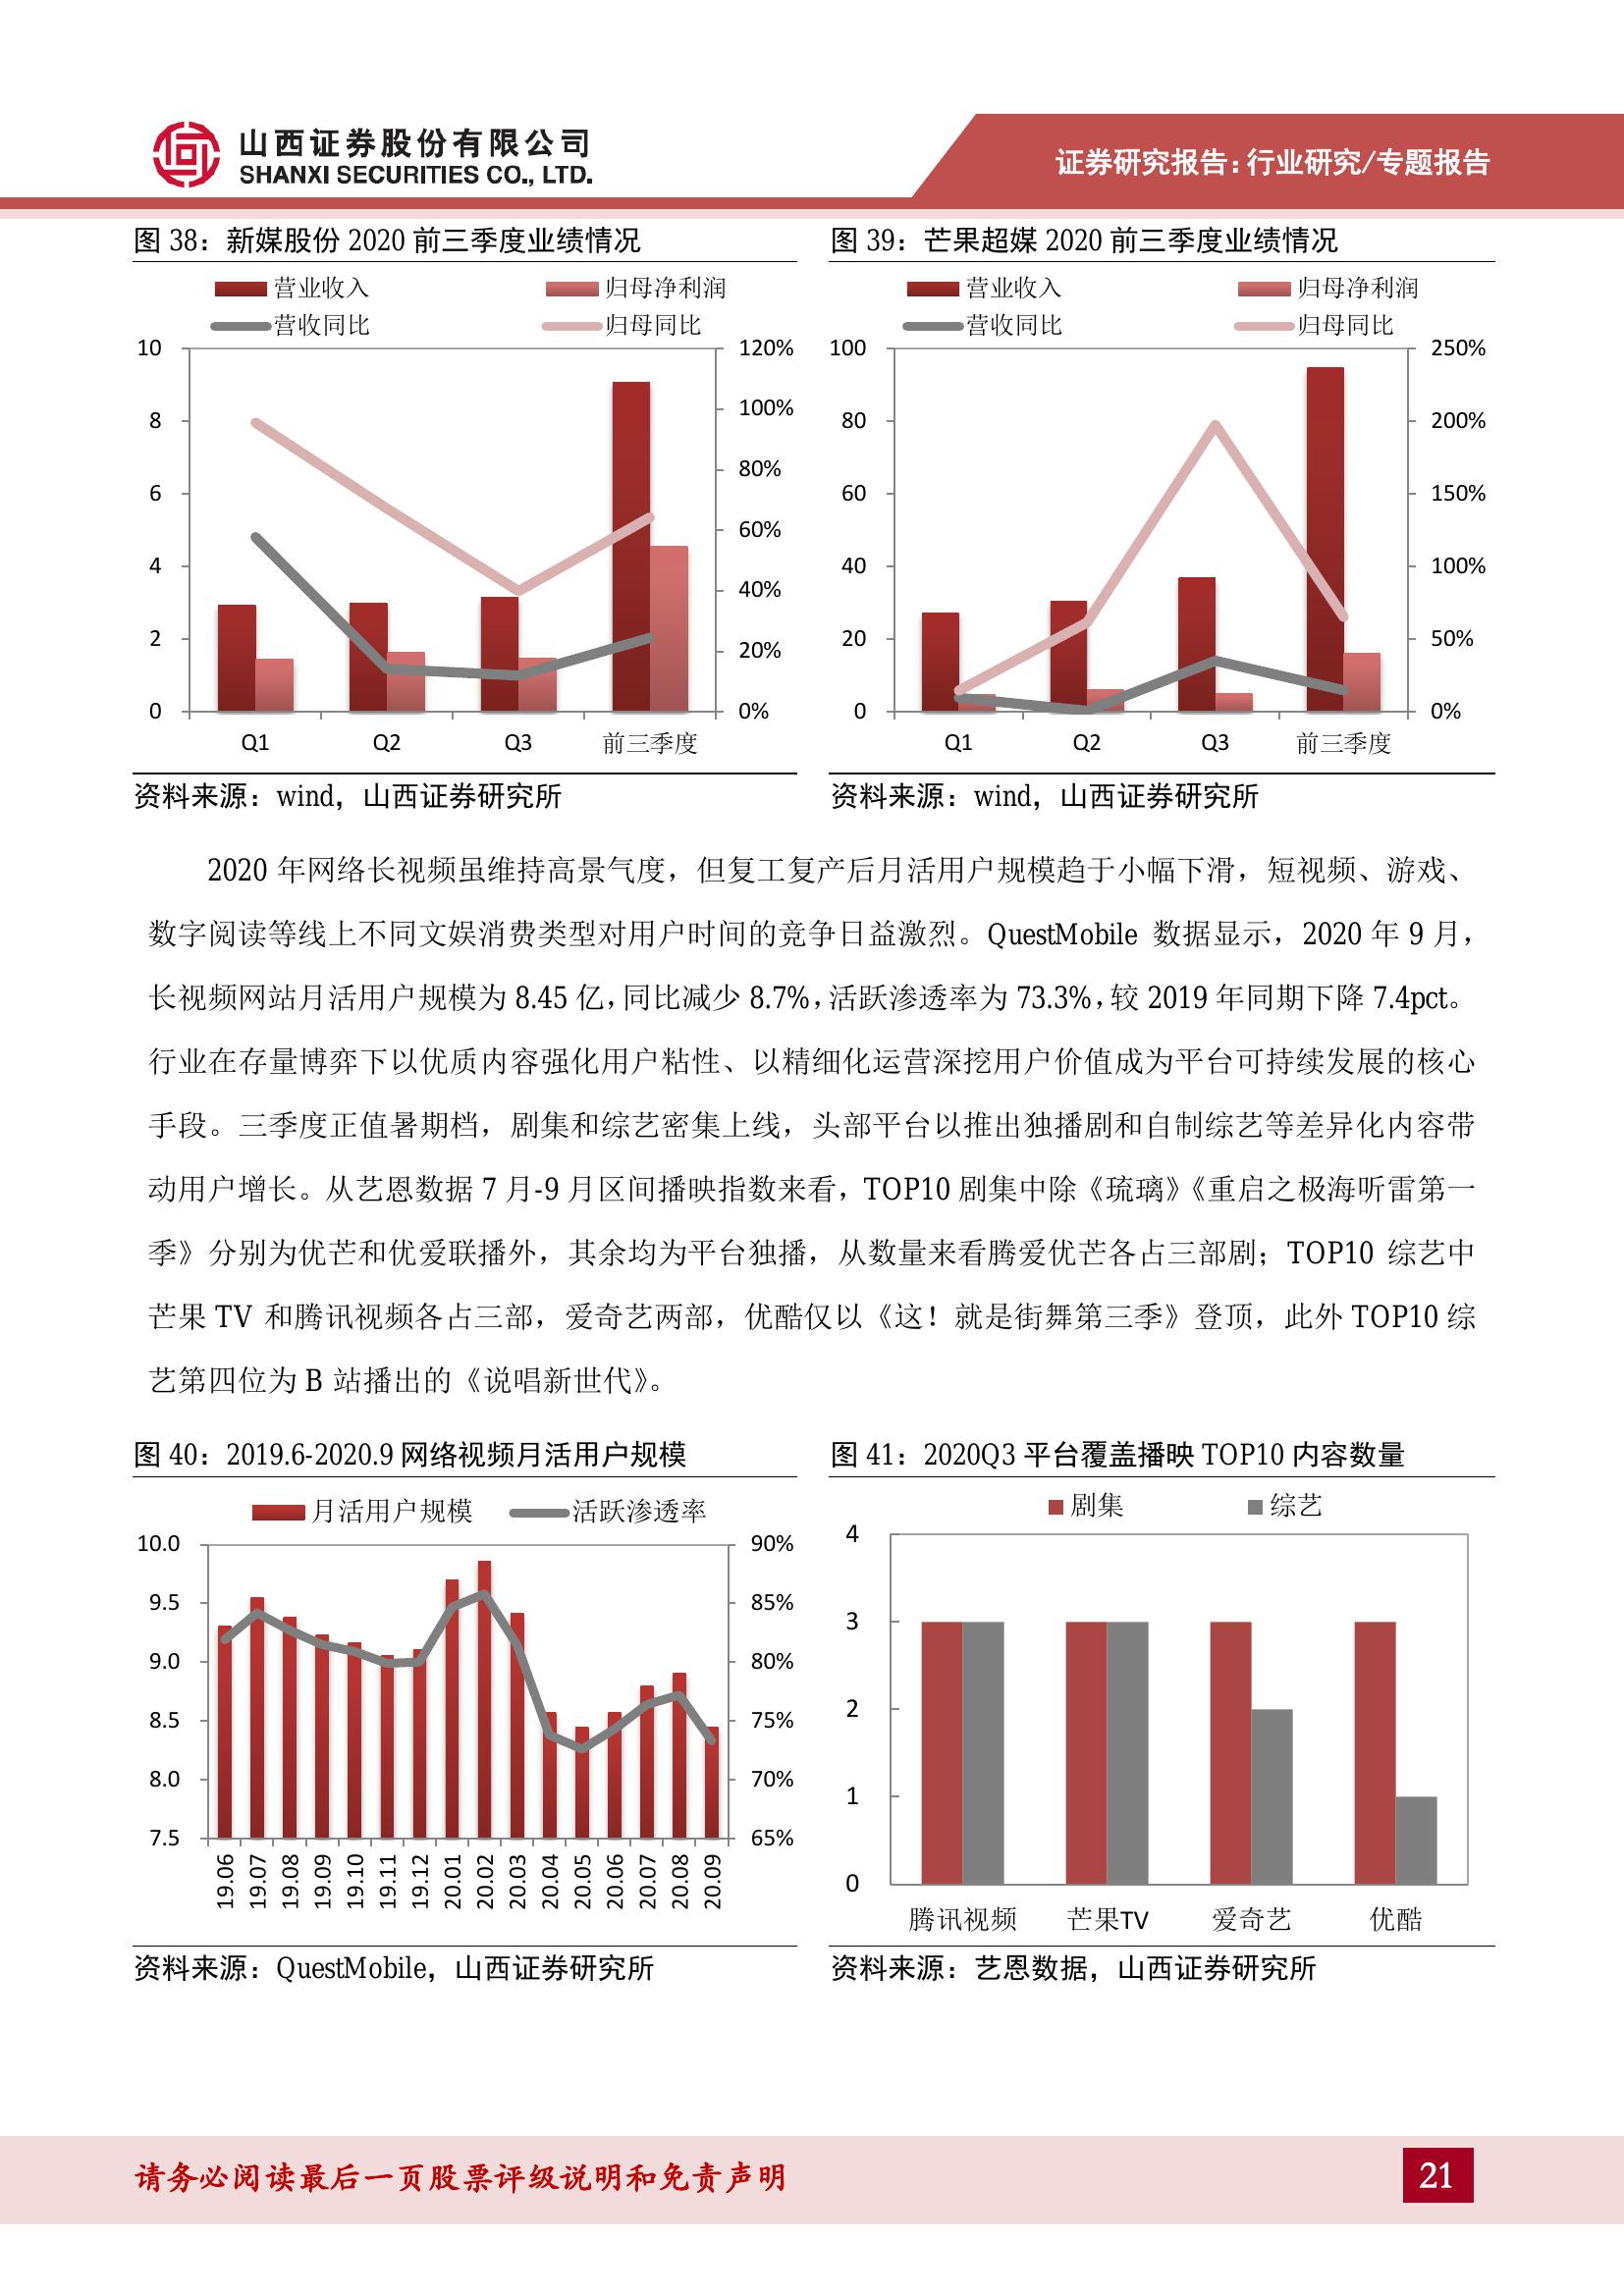 山西证券股份有限公司
SHANXI SECURITIES CO., LTD.
证券研究报告：行业研究/专题报告
图 38：新媒股份 2020 前三季度业绩情况
营业收入 归母净利润
营收同比 归母同比
10 120%
100%
8
80%
6
60%
4
40%
2
20%
0 0%
Q1 Q2 Q3 前三季度
资料来源：wind，山西证券研究所
图 39：芒果超媒 2020 前三季度业绩情况
营业收入 归母净利润
营收同比 归母同比
100 250%
80 200%
60 150%
40 100%
20 50%
0 0%
Q1 Q2 Q3 前三季度
资料来源：wind，山西证券研究所
2020 年网络长视频虽维持高景气度，但复工复产后月活用户规模趋于小幅下滑，短视频、游戏、
数字阅读等线上不同文娱消费类型对用户时间的竞争日益激烈。QuestMobile 数据显示，2020 年 9 月，
长视频网站月活用户规模为 8.45 亿，同比减少 8.7%，活跃渗透率为 73.3%，较 2019 年同期下降 7.4pct。
行业在存量博弈下以优质内容强化用户粘性、以精细化运营深挖用户价值成为平台可持续发展的核心
手段。三季度正值暑期档，剧集和综艺密集上线，头部平台以推出独播剧和自制综艺等差异化内容带
动用户增长。从艺恩数据 7 月-9 月区间播映指数来看，TOP10 剧集中除《琉璃》《重启之极海听雷第一
季》分别为优芒和优爱联播外，其余均为平台独播，从数量来看腾爱优芒各占三部剧；TOP10 综艺中
芒果 TV 和腾讯视频各占三部，爱奇艺两部，优酷仅以《这！就是街舞第三季》登顶，此外 TOP10 综
艺第四位为 B 站播出的《说唱新世代》。
图 40：2019.6-2020.9 网络视频月活用户规模
月活用户规模 活跃渗透率
10.0 90%
9.5 85%
9.0 80%
8.5 75%
8.0 70%
7.5 65%
19.06 19.07 19.08 19.09 19.10 19.11 19.12 20.01 20.02 20.03 20.04 20.05 20.06 20.07 20.08 20.09
资料来源：QuestMobile，山西证券研究所
图 41：2020Q3 平台覆盖播映 TOP10 内容数量
剧集 综艺
4
3
2
1
0
腾讯视频 芒果TV 爱奇艺 优酷
资料来源：艺恩数据，山西证券研究所
请务必阅读最后一页股票评级说明和免责声明
21